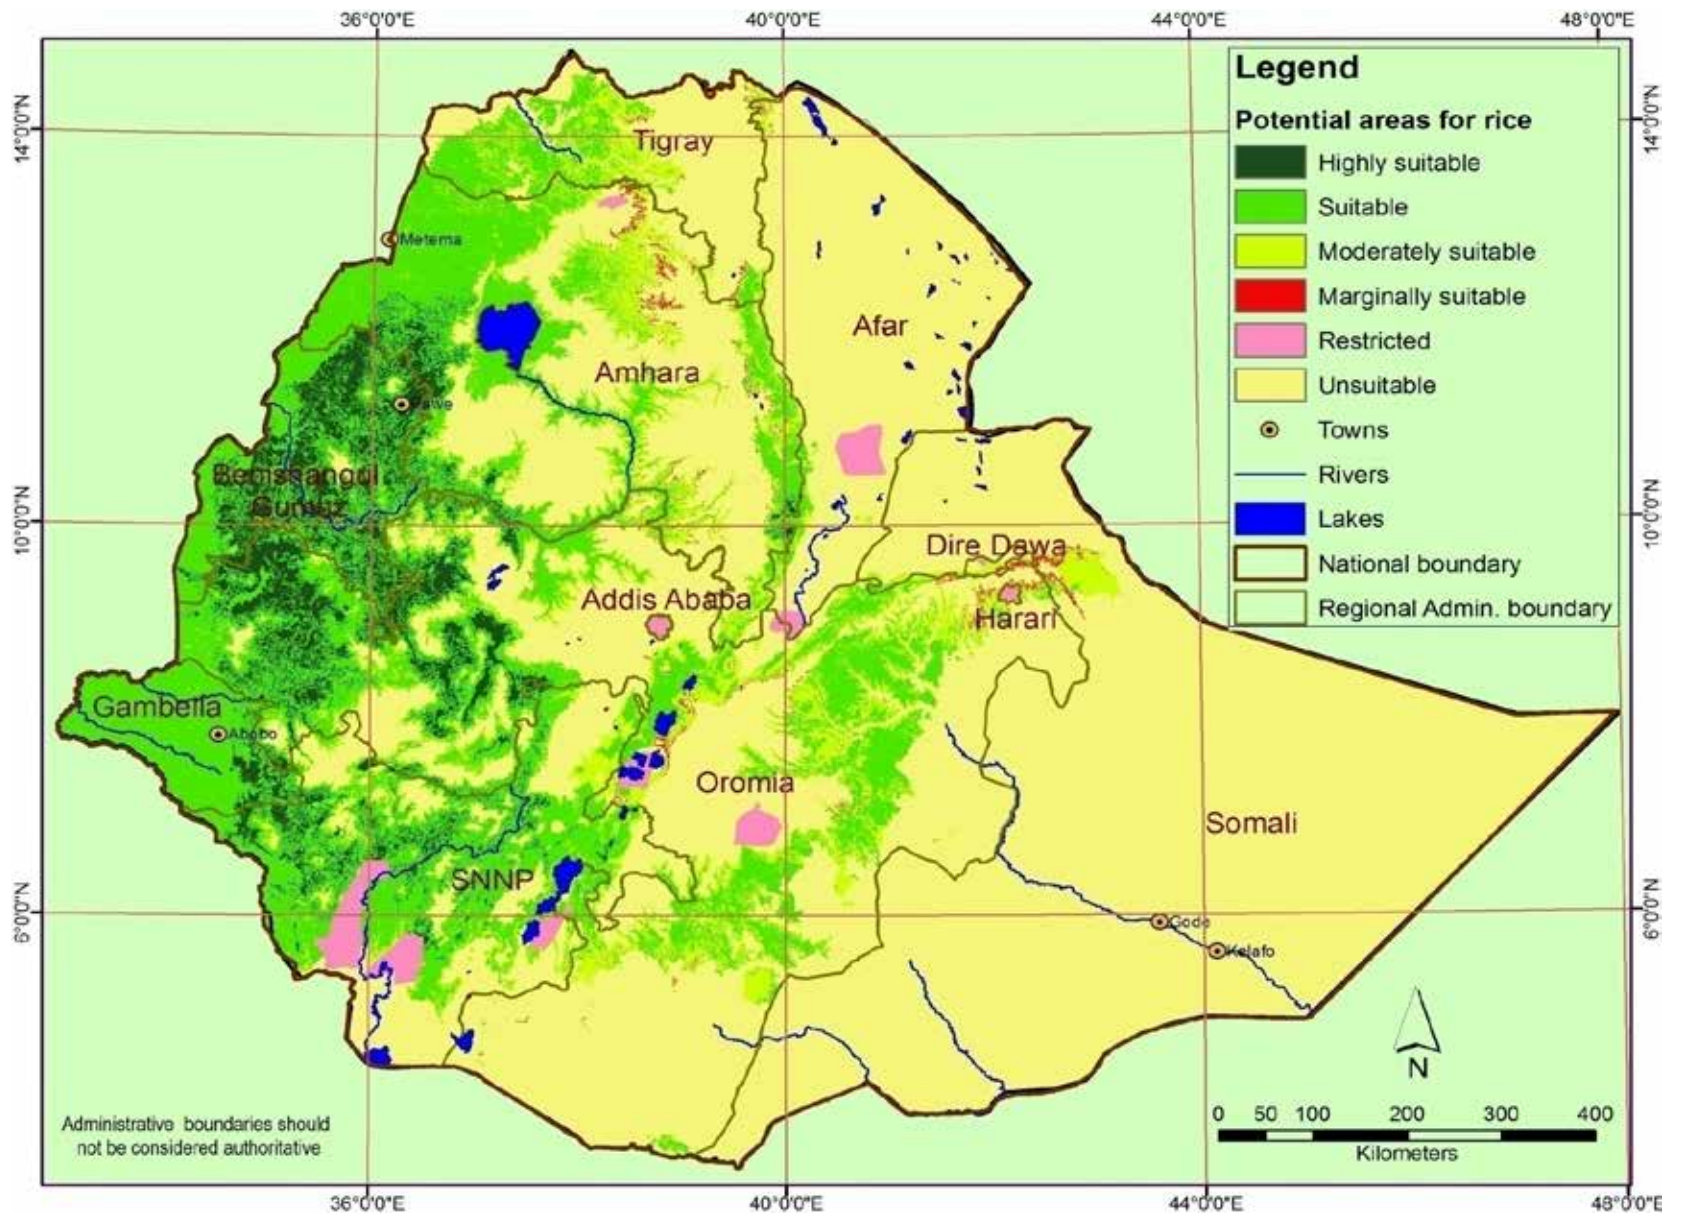 36°0'0"E 40°0'0"E 44°0'0"E 48°0'0"E
Legend
Potential areas for rice
Highly suitable
Suitable
Moderately suitable
Marginally suitable
Restricted
Unsuitable
Towns
Rivers
Lakes
National boundary
Regional Admin. boundary
14°0'0"N
14°0'0"N
Tigray
Metema
Afar
Amhara
Benishangul
Gumuz
10°0'0"N
10°0'0"N
Dire Dawa
Addis Ababa
Harari
Gambella
Abobo
Oromia
Somali
SNNP
6°0'0"N
6°0'0"N
Gode
Kelafo
N
0 50 100 200 300 400
Kilometers
Administrative boundaries should
not be considered authoritative
36°0'0"E 40°0'0"E 44°0'0"E 48°0'0"E